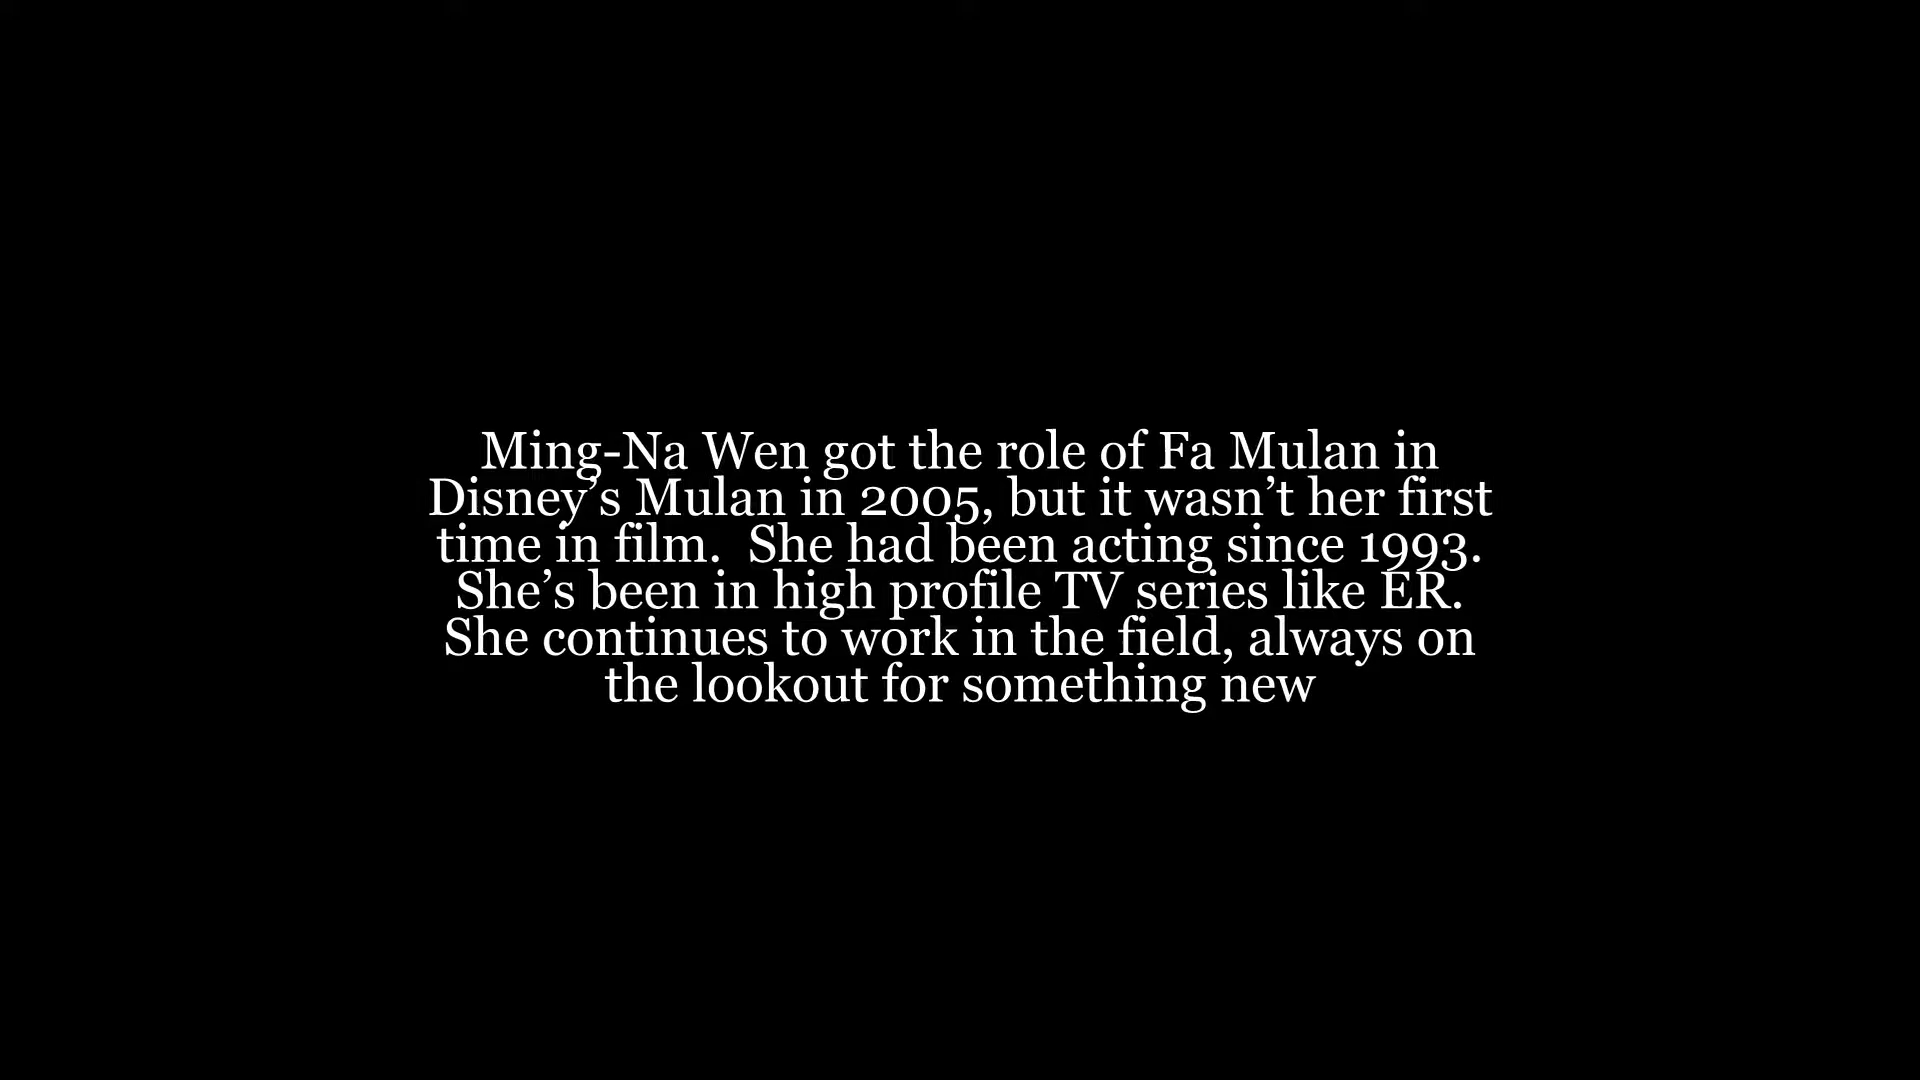 Ming-Na Wen got the role of Fa Mulan in
Disney’s Mulan in 2005, but it wasn’t her first
time in film.  She had been acting since 1993.
She’s been in high profile TV series like ER.
She continues to work in the field, always on
the lookout for something new